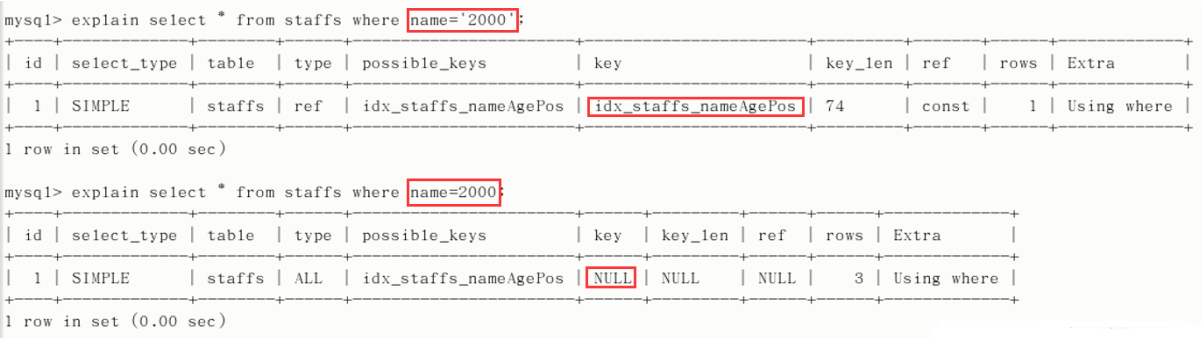 mysql> explain select * from staffs where name='2000';
+----+-------------+--------+------+---------------------+---------------------+---------+-------+------+-------------+
| id | select_type | table | type | possible_keys | key | key_len | ref | rows | Extra |
+----+-------------+--------+------+---------------------+---------------------+---------+-------+------+-------------+
| 1 | SIMPLE | staffs | ref | idx_staffs_nameAgePos | idx_staffs_nameAgePos | 74 | const | 1 | Using where |
+----+-------------+--------+------+---------------------+---------------------+---------+-------+------+-------------+
1 row in set (0.00 sec)
mysql> explain select * from staffs where name=2000;
+----+-------------+--------+------+---------------------+------+---------+------+------+-------------+
| id | select_type | table | type | possible_keys | key | key_len | ref | rows | Extra |
+----+-------------+--------+------+---------------------+------+---------+------+------+-------------+
| 1 | SIMPLE | staffs | ALL | idx_staffs_nameAgePos | NULL | NULL | NULL | 3 | Using where |
+----+-------------+--------+------+---------------------+------+---------+------+------+-------------+
1 row in set (0.00 sec)